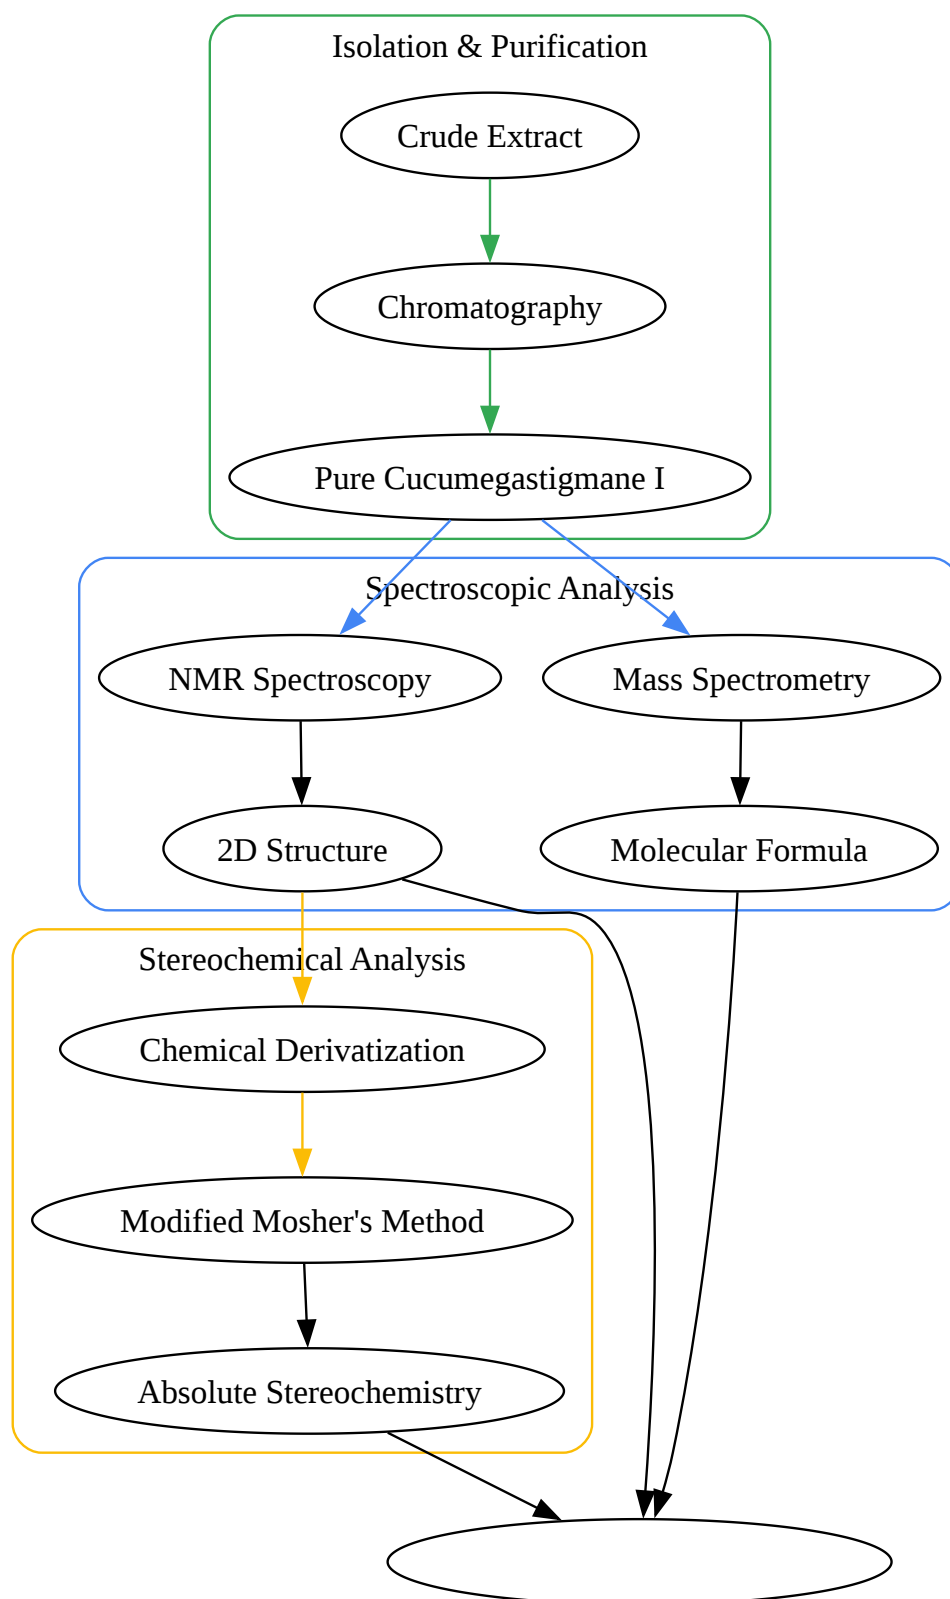 Isolation & Purification
Crude Extract
Chromatography
Pure Cucumegastigmane I
Spectroscopic Analysis
NMR Spectroscopy
Mass Spectrometry
2D Structure
Molecular Formula
Stereochemical Analysis
Chemical Derivatization
Modified Mosher's Method
Absolute Stereochemistry